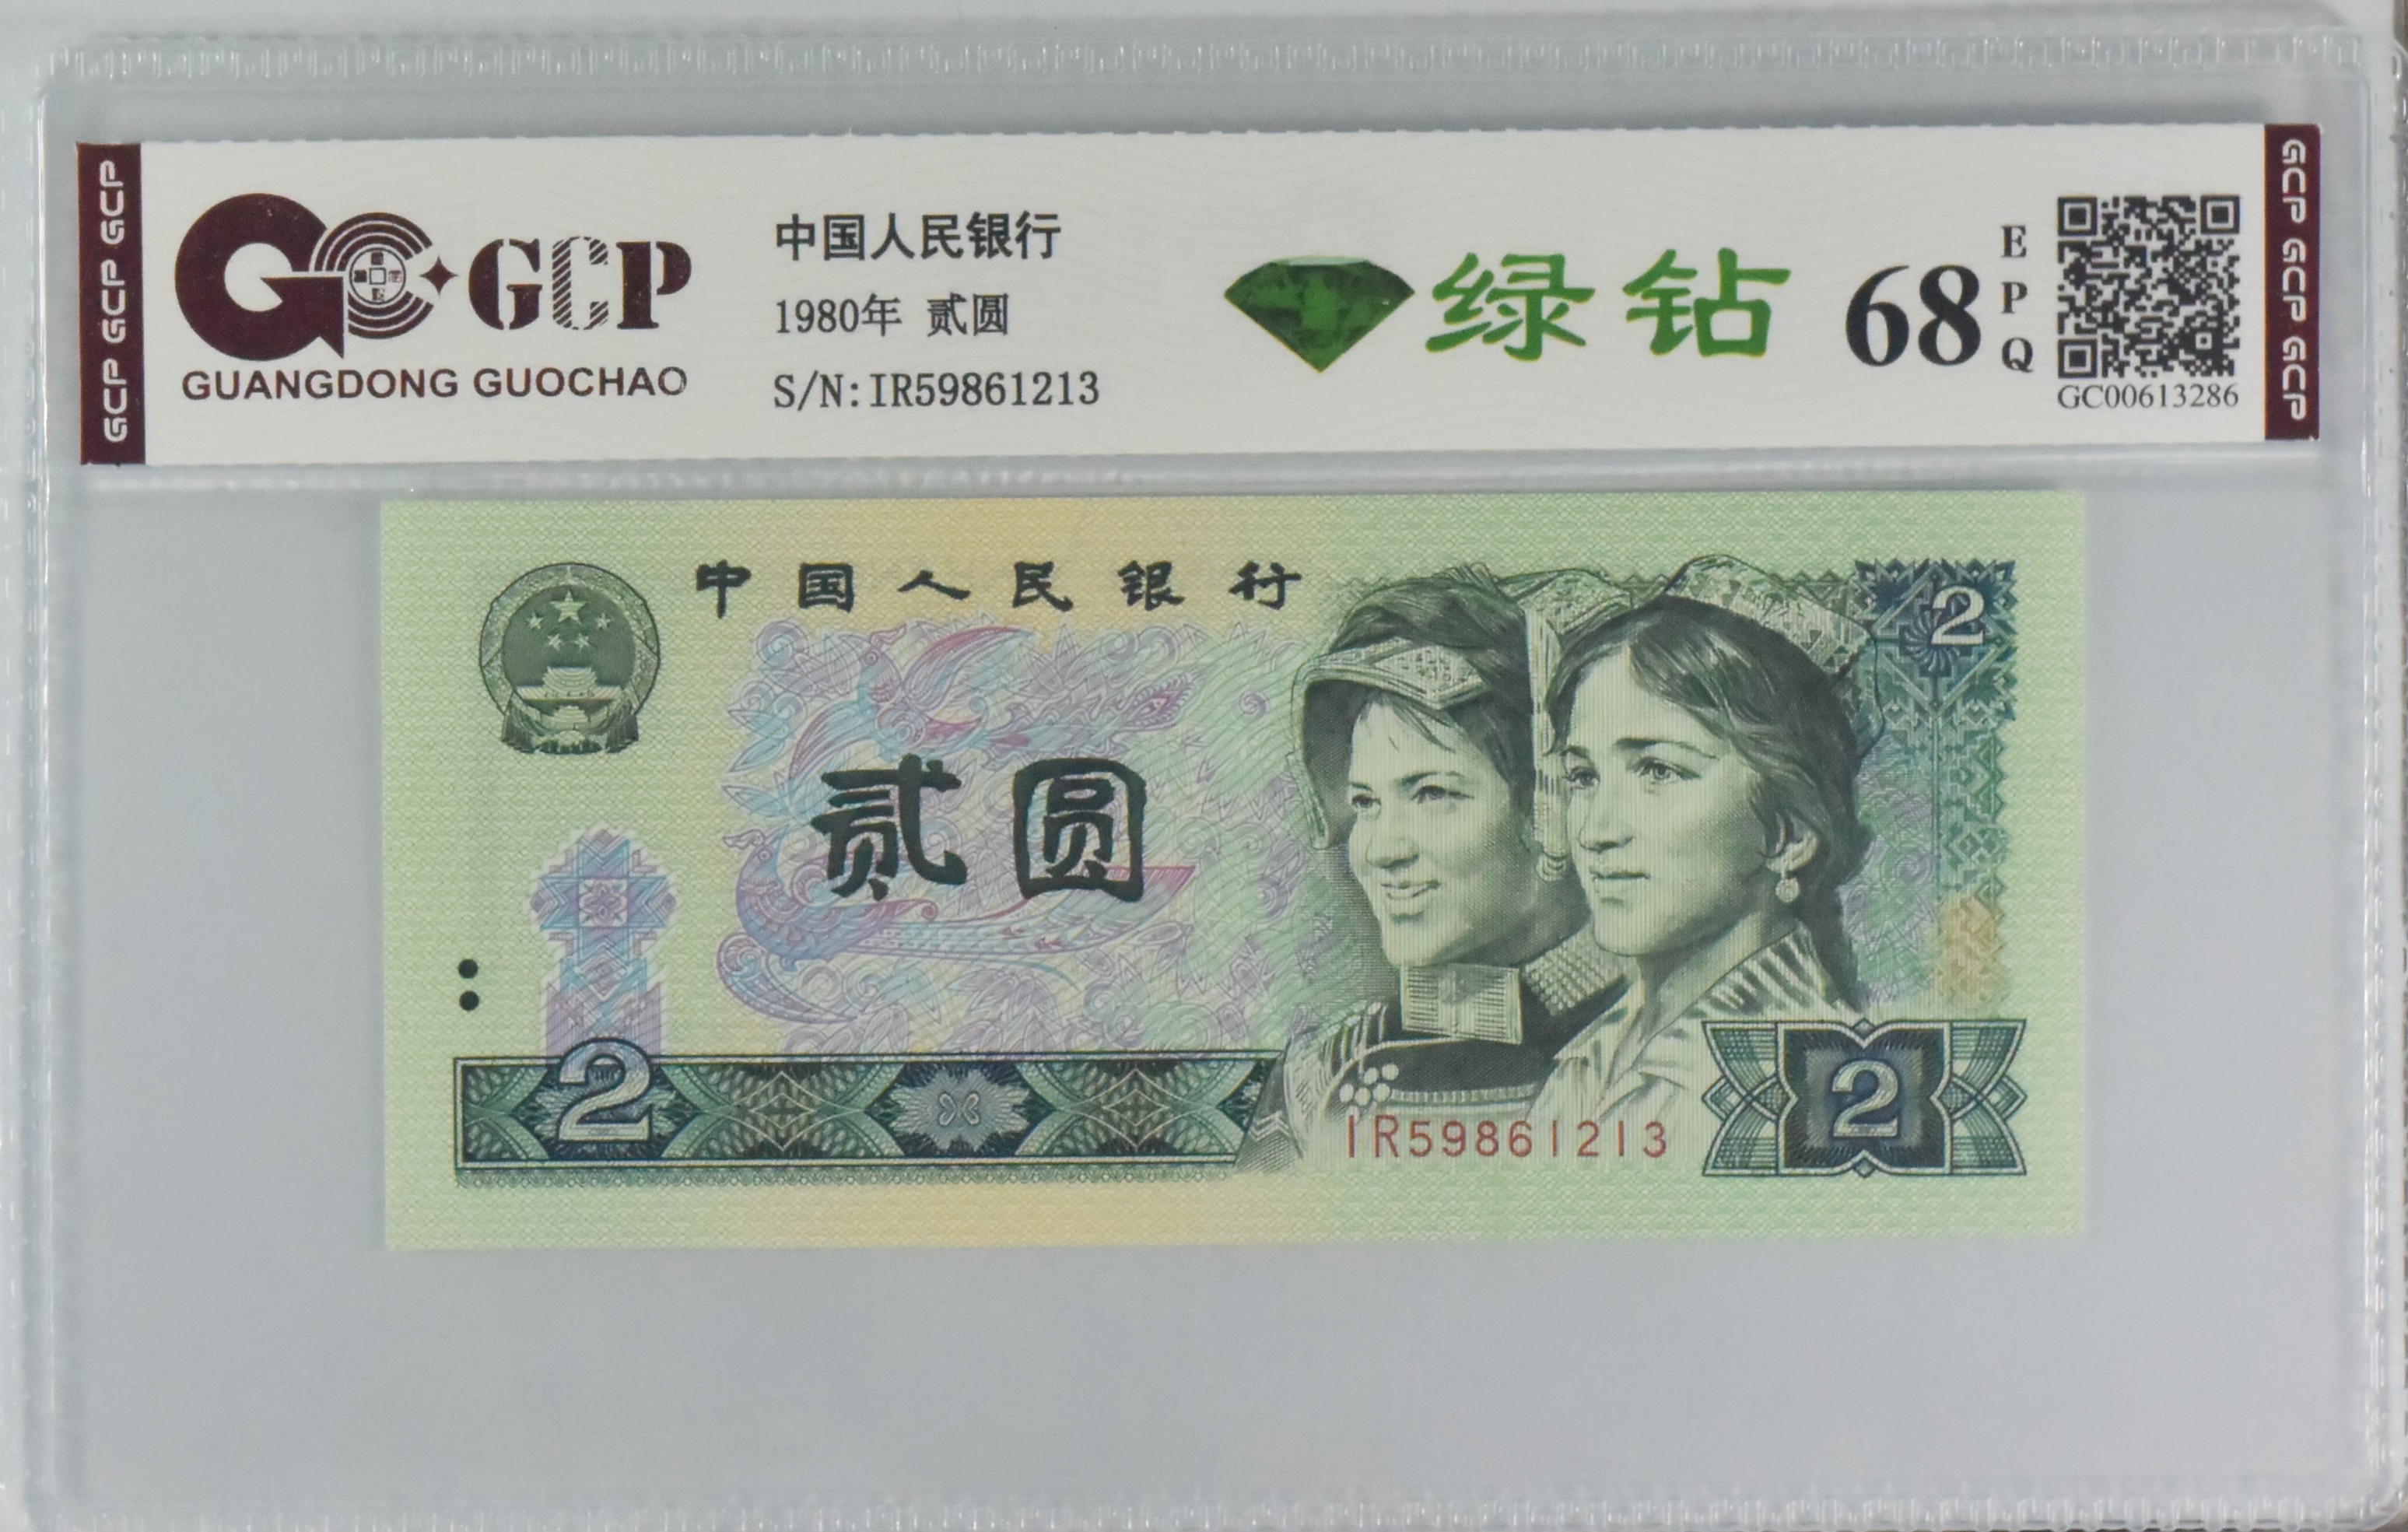 GCP GCP GCP
GCP
GUANGDONG GUOCHAO
中国人民银行
1980年 贰圆
S/N:IR59861213
绿钻
68
EPQ
GC00613286
GCP GCP GCP
中国人民银行
2
贰圆
2
IR59861213
2